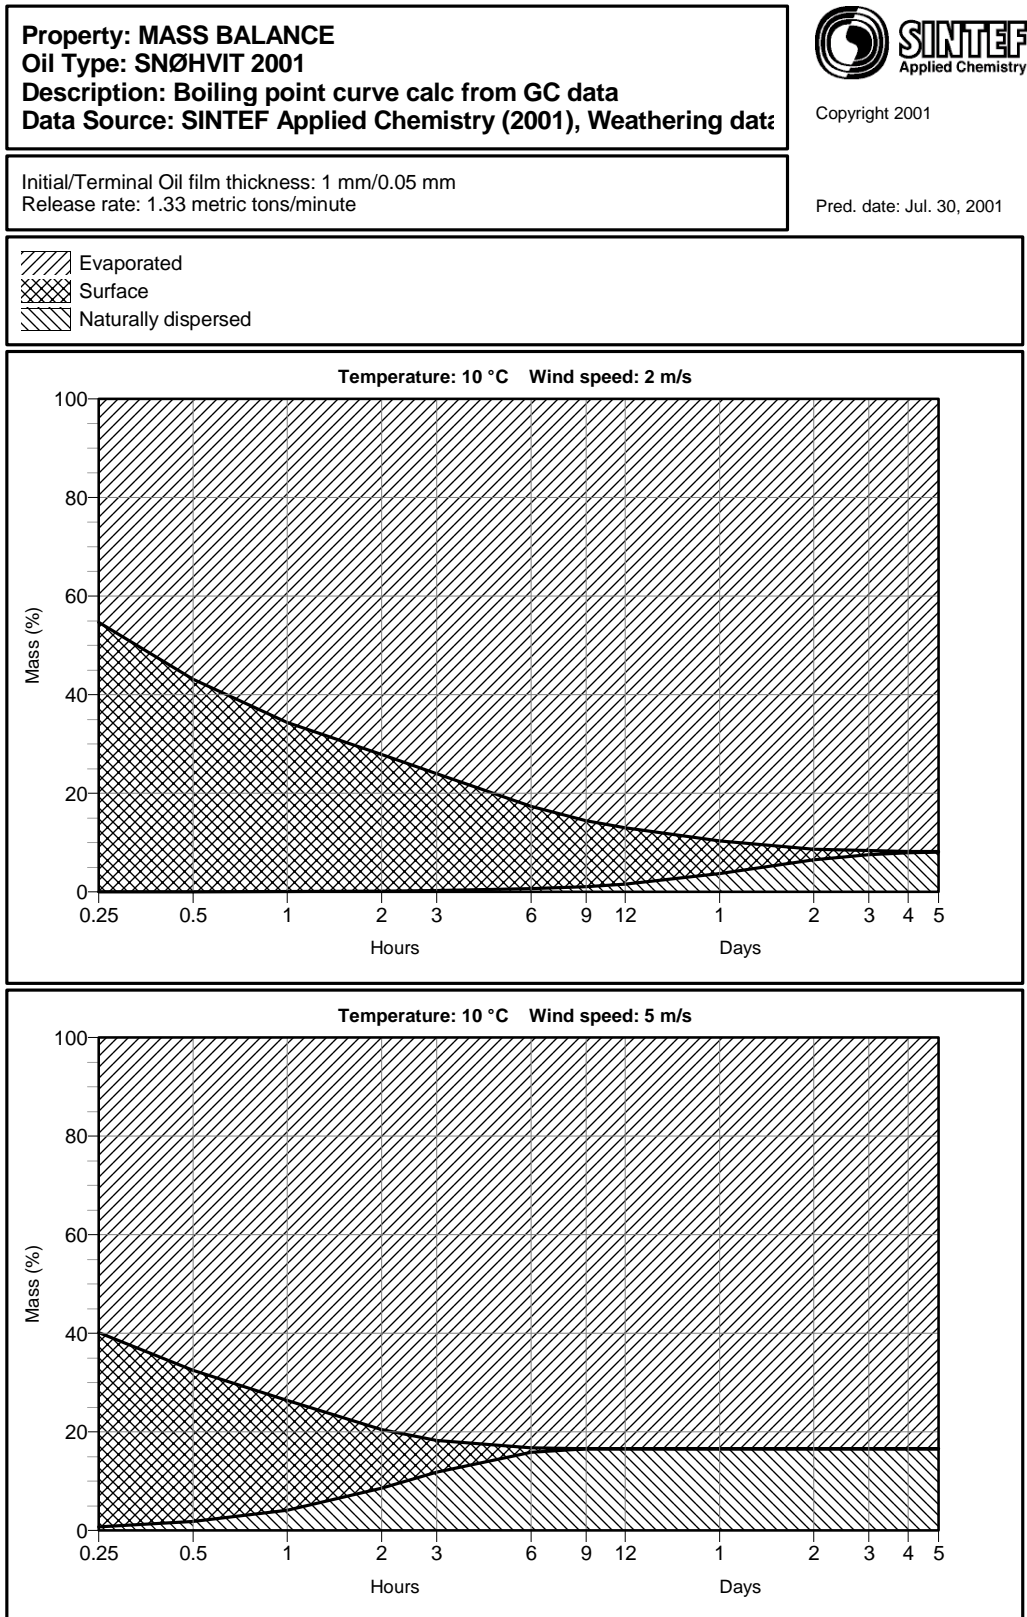 Property: MASS BALANCE
Oil Type: SNØHVIT 2001
Description: Boiling point curve calc from GC data
Data Source: SINTEF Applied Chemistry (2001), Weathering data
SINTEF
Applied Chemistry
Copyright 2001
Initial/Terminal Oil film thickness: 1 mm/0.05 mm
Release rate: 1.33 metric tons/minute
Pred. date: Jul. 30, 2001
Evaporated
Surface
Naturally dispersed
Temperature: 10 °C Wind speed: 2 m/s
100
80
60
40
20
0
Mass (%)
0.25 0.5 1 2 3 6 9 12 1 2 3 4 5
Hours Days
Temperature: 10 °C Wind speed: 5 m/s
100
80
60
40
20
0
Mass (%)
0.25 0.5 1 2 3 6 9 12 1 2 3 4 5
Hours Days